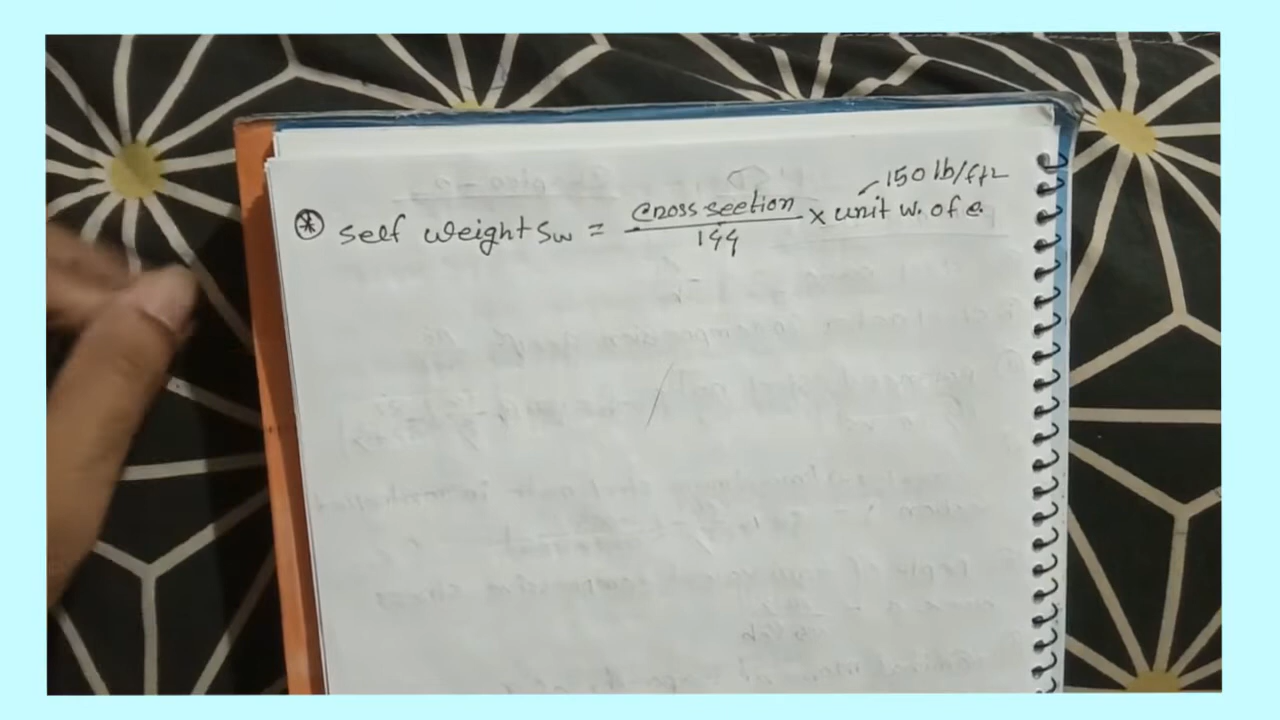 150 lb/ft2
* self weight Sw = cross section / 144 × unit w. of c.